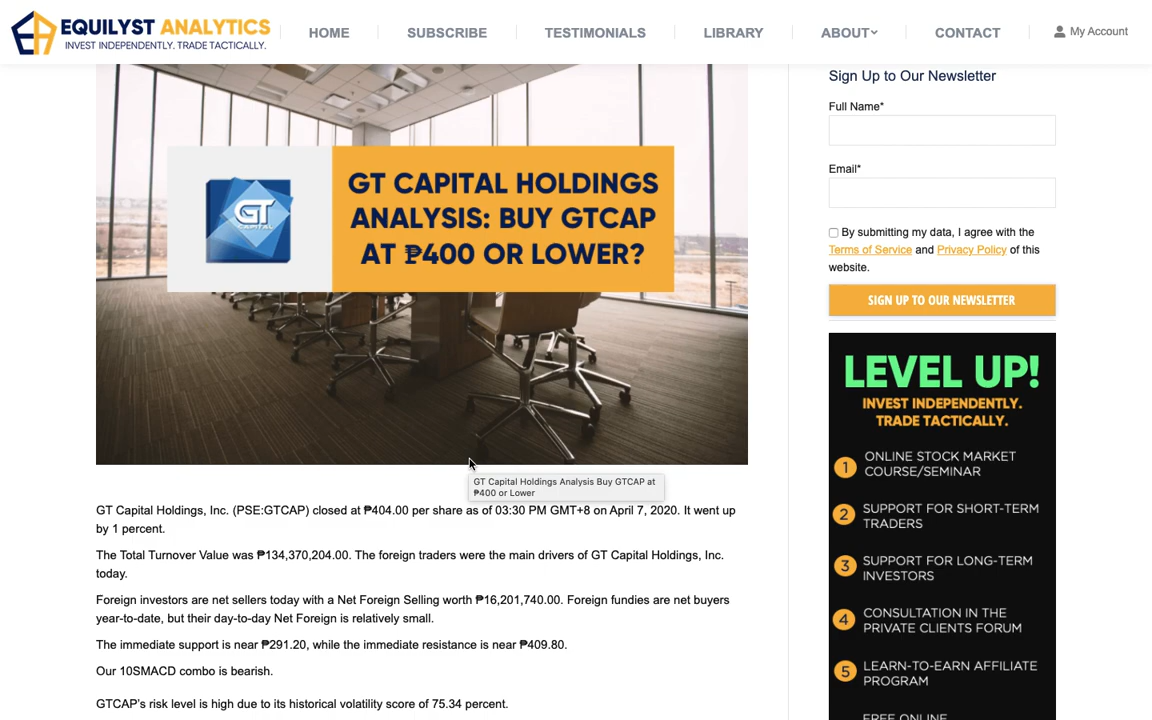 EQUILYST ANALYTICS
INVEST INDEPENDENTLY. TRADE TACTICALLY.
HOME
SUBSCRIBE
TESTIMONIALS
LIBRARY
ABOUT
CONTACT
My Account
GT
CAPITAL
GT CAPITAL HOLDINGS
ANALYSIS: BUY GTCAP
AT ₱400 OR LOWER?
GT Capital Holdings Analysis Buy GTCAP at
₱400 or Lower
GT Capital Holdings, Inc. (PSE:GTCAP) closed at ₱404.00 per share as of 03:30 PM GMT+8 on April 7, 2020. It went up
by 1 percent.
The Total Turnover Value was ₱134,370,204.00. The foreign traders were the main drivers of GT Capital Holdings, Inc.
today.
Foreign investors are net sellers today with a Net Foreign Selling worth ₱16,201,740.00. Foreign fundies are net buyers
year-to-date, but their day-to-day Net Foreign is relatively small.
The immediate support is near ₱291.20, while the immediate resistance is near ₱409.80.
Our 10SMACD combo is bearish.
GTCAP's risk level is high due to its historical volatility score of 75.34 percent.
Sign Up to Our Newsletter
Full Name*
Email*
By submitting my data, I agree with the
Terms of Service and Privacy Policy of this
website.
SIGN UP TO OUR NEWSLETTER
LEVEL UP!
INVEST INDEPENDENTLY.
TRADE TACTICALLY.
1 ONLINE STOCK MARKET
COURSE/SEMINAR
2 SUPPORT FOR SHORT-TERM
TRADERS
3 SUPPORT FOR LONG-TERM
INVESTORS
4 CONSULTATION IN THE
PRIVATE CLIENTS FORUM
5 LEARN-TO-EARN AFFILIATE
PROGRAM
FREE ONLINE